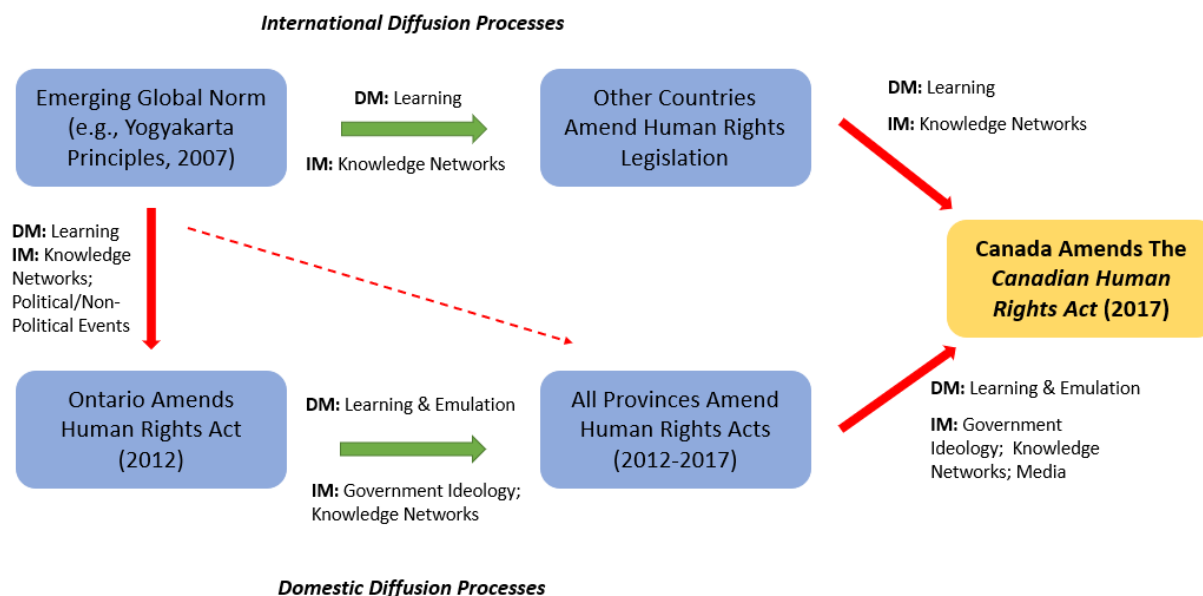 International Diffusion Processes
Emerging Global Norm
(e.g., Yogyakarta
Principles, 2007)
DM: Learning
IM: Knowledge Networks
Other Countries
Amend Human Rights
Legislation
DM: Learning
IM: Knowledge Networks
DM: Learning
IM: Knowledge
Networks;
Political/Non-
Political Events
Canada Amends The
Canadian Human
Rights Act (2017)
Ontario Amends
Human Rights Act
(2012)
DM: Learning & Emulation
IM: Government Ideology;
Knowledge Networks
All Provinces Amend
Human Rights Acts
(2012-2017)
DM: Learning & Emulation
IM: Government
Ideology;  Knowledge
Networks; Media
Domestic Diffusion Processes